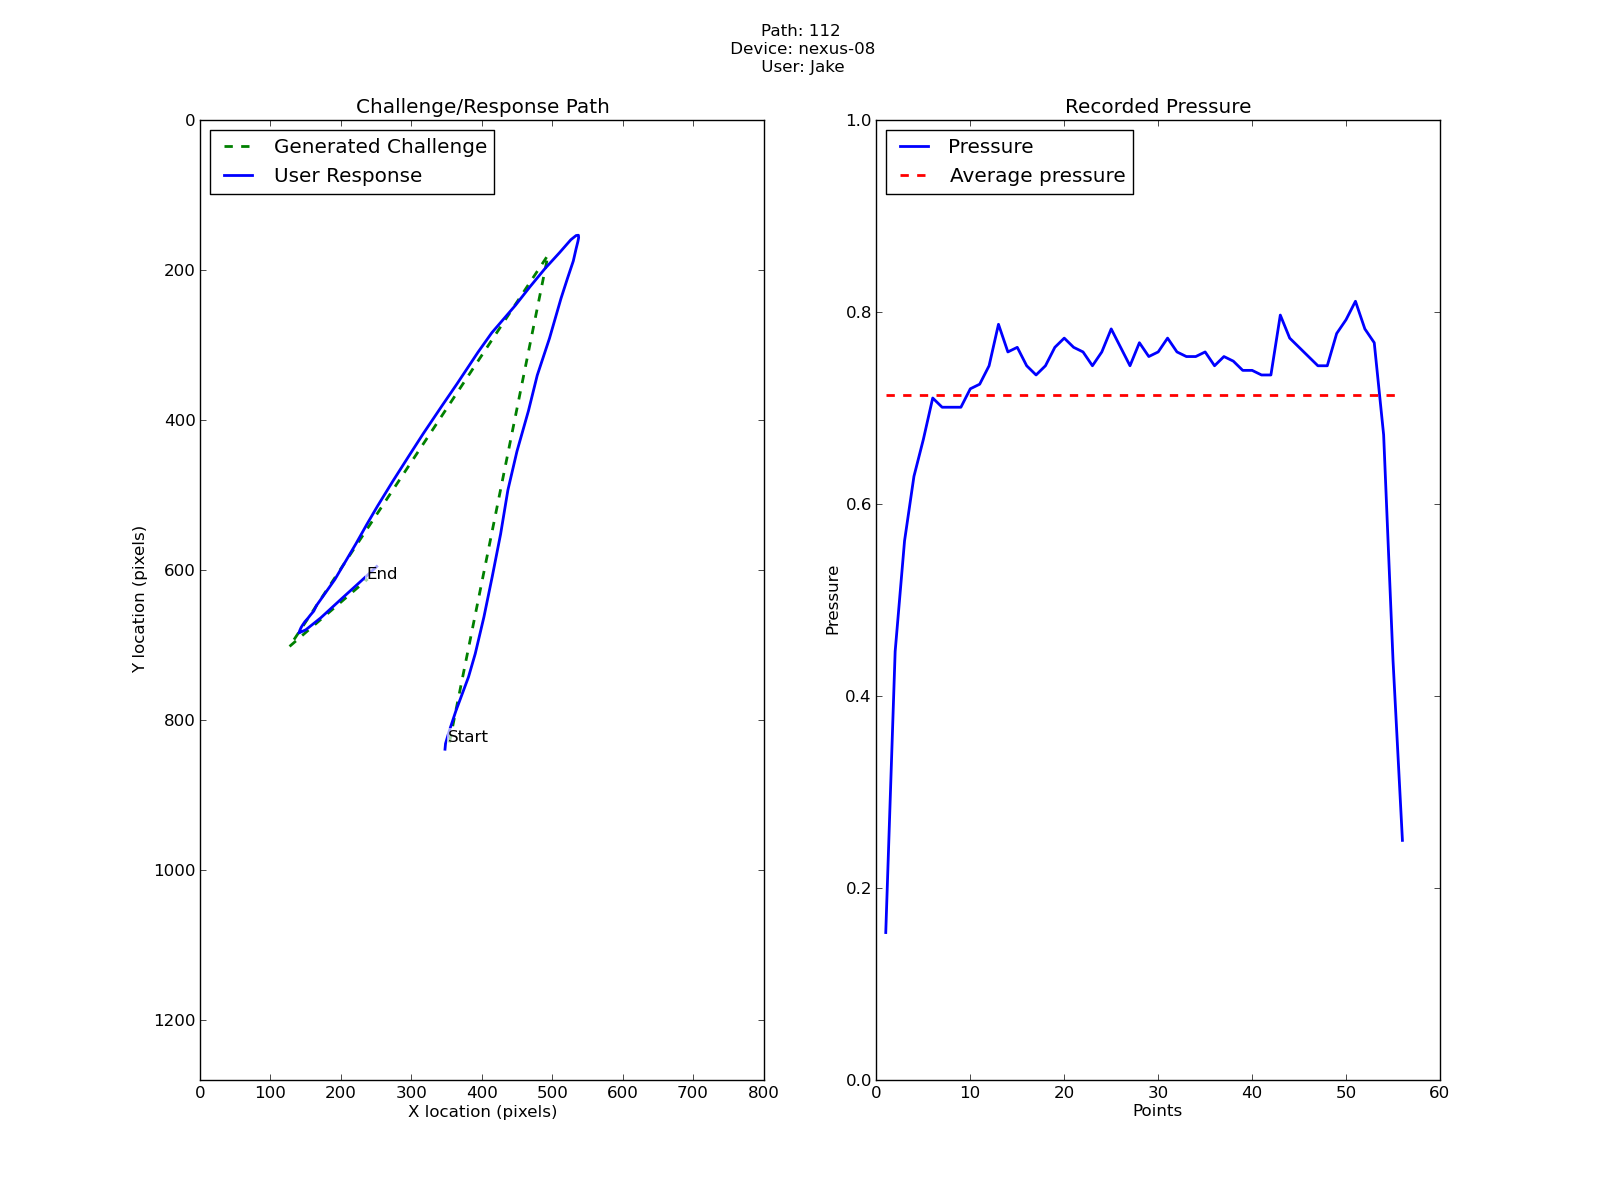 Path: 112
Device: nexus-08
User: Jake
Challenge/Response Path
Generated Challenge
User Response
0
200
400
600
800
1000
1200
Y location (pixels)
End
Start
0 100 200 300 400 500 600 700 800
X location (pixels)
Recorded Pressure
Pressure
Average pressure
1.0
0.8
0.6
0.4
0.2
0.0
Pressure
0 10 20 30 40 50 60
Points